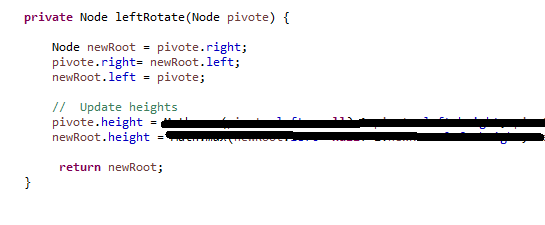 private Node leftRotate(Node pivote) {
Node newRoot = pivote.right;
pivote.right= newRoot.left;
newRoot.left = pivote;
// Update heights
pivote.height =
newRoot.height =
return newRoot;
}